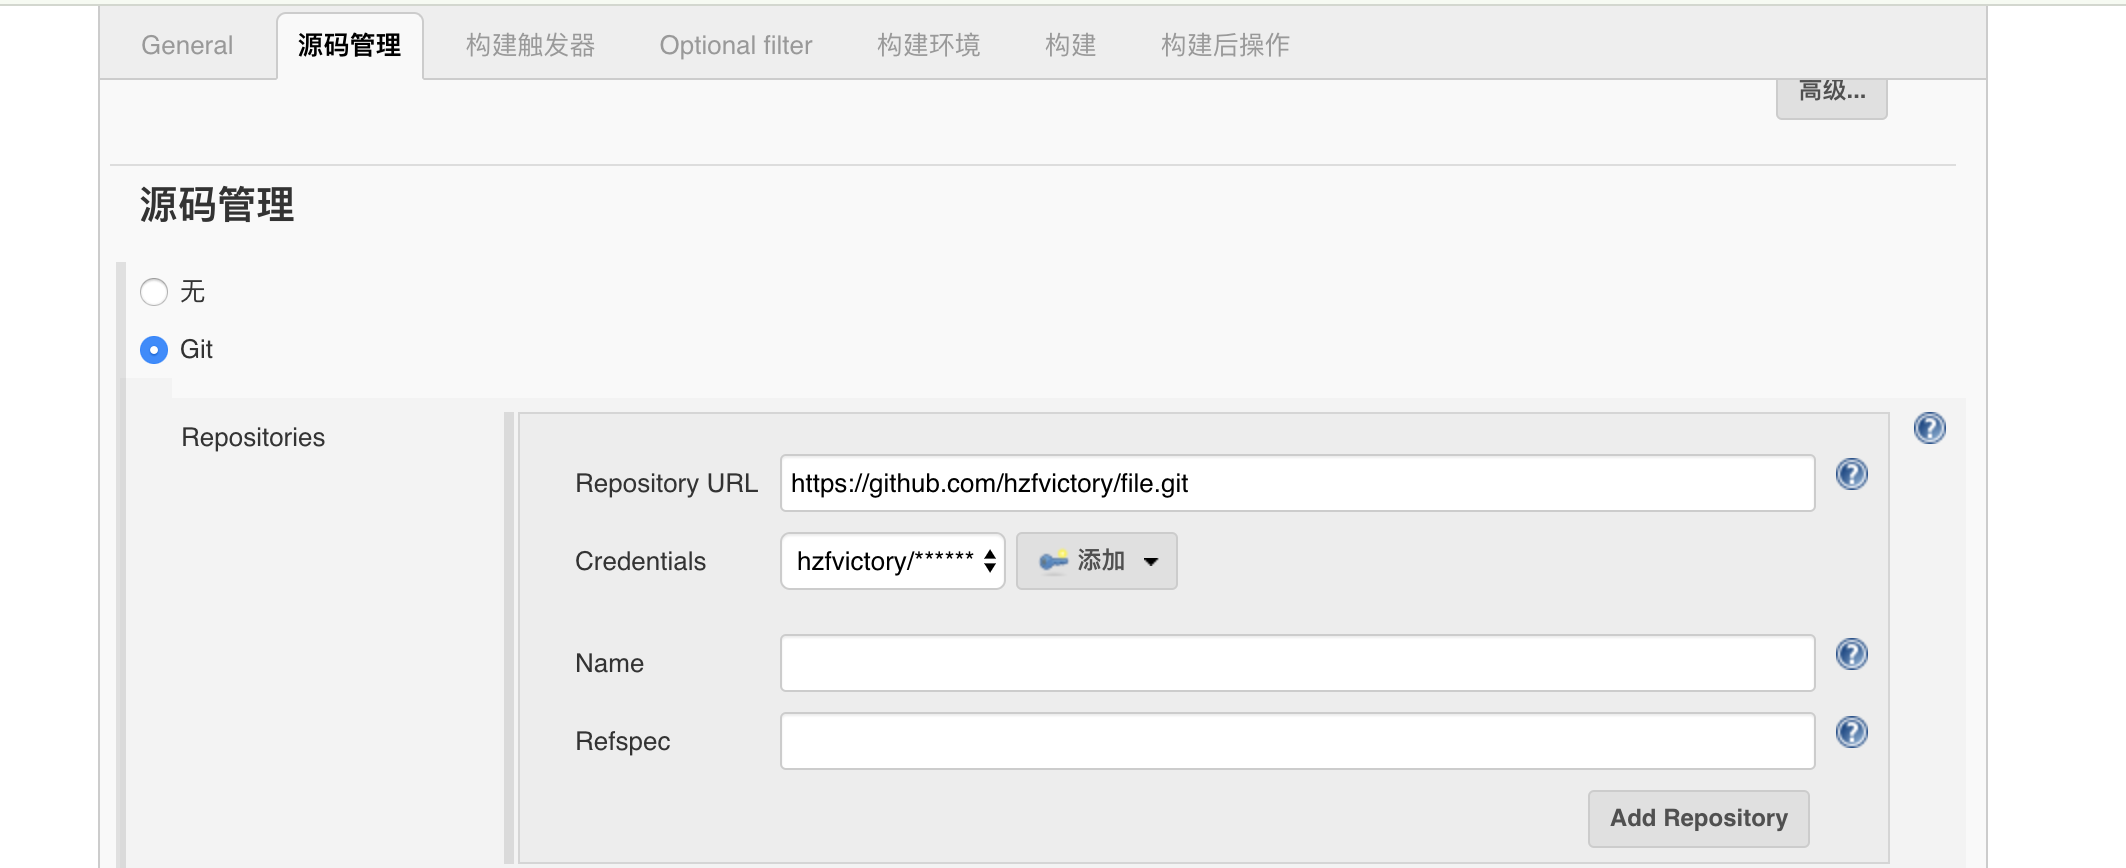 General 源码管理 构建触发器 Optional filter 构建环境 构建 构建后操作
高级...
源码管理
无
Git
Repositories
Repository URL https://github.com/hzfvictory/file.git
Credentials hzfvictory/****** 添加
Name
Refspec
Add Repository